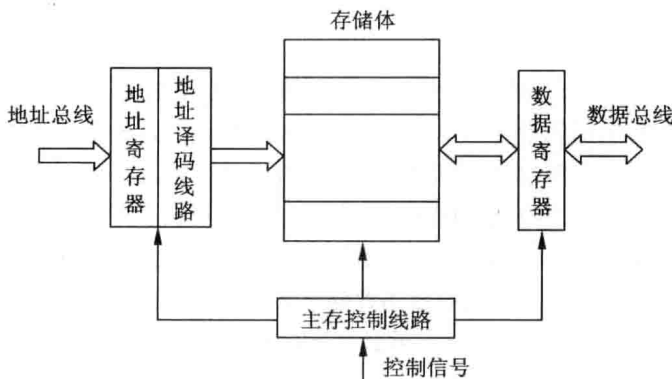 存储体
地址总线
地址寄存器
地址译码线路
数据寄存器
数据总线
主存控制线路
控制信号